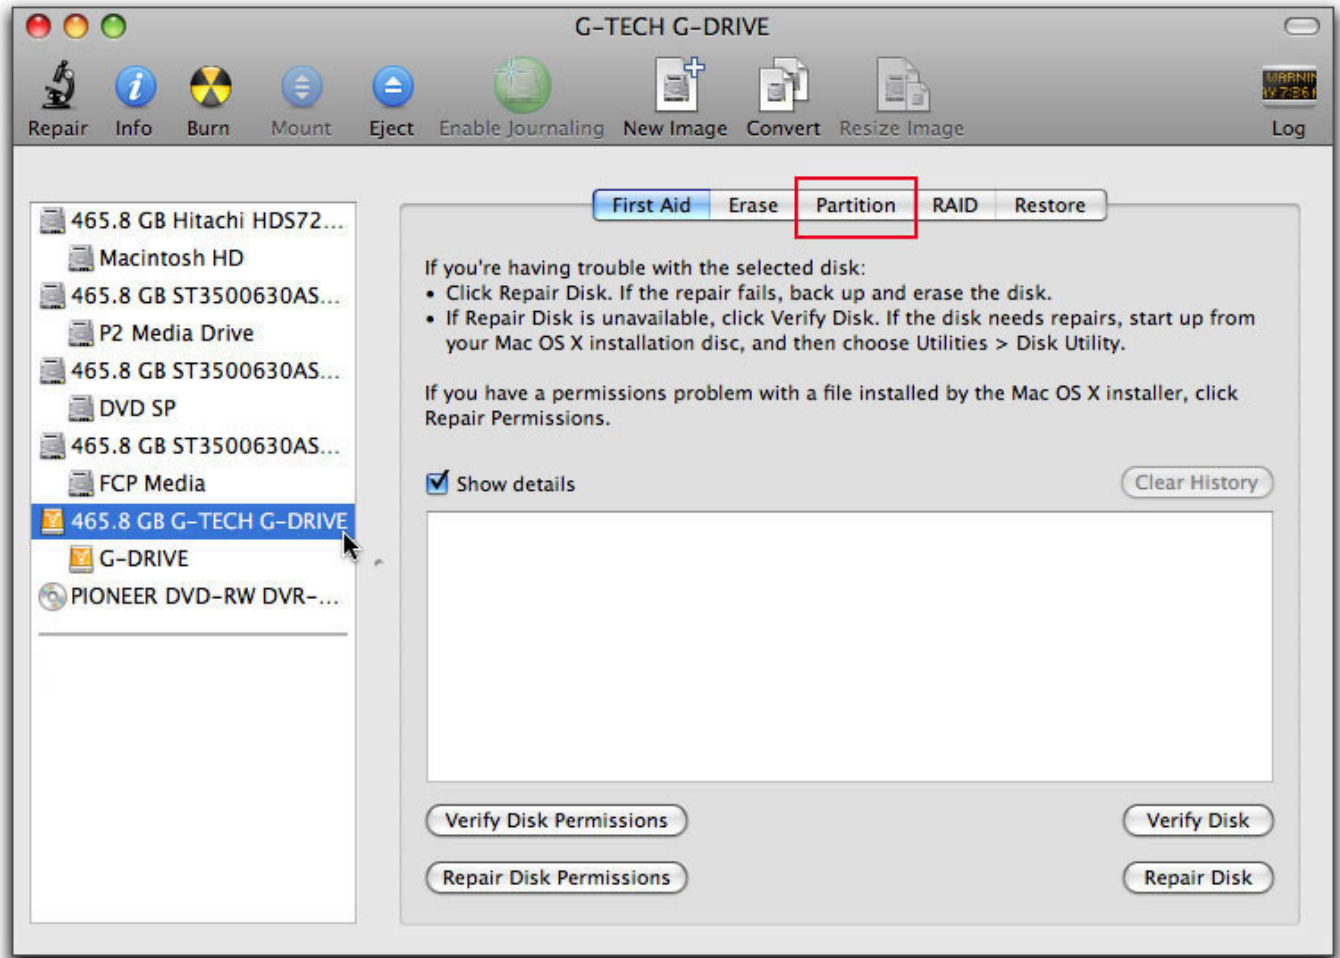 G-TECH G-DRIVE
Repair Info Burn Mount Eject Enable Journaling New Image Convert Resize Image Log
WARNIN
AY 7:36
First Aid Erase Partition RAID Restore
465.8 GB Hitachi HDS72...
Macintosh HD
465.8 GB ST3500630AS...
P2 Media Drive
465.8 GB ST3500630AS...
DVD SP
465.8 GB ST3500630AS...
FCP Media
465.8 GB G-TECH G-DRIVE
G-DRIVE
PIONEER DVD-RW DVR-...
If you're having trouble with the selected disk:
• Click Repair Disk. If the repair fails, back up and erase the disk.
• If Repair Disk is unavailable, click Verify Disk. If the disk needs repairs, start up from
your Mac OS X installation disc, and then choose Utilities > Disk Utility.
If you have a permissions problem with a file installed by the Mac OS X installer, click
Repair Permissions.
Show details
Clear History
Verify Disk Permissions
Verify Disk
Repair Disk Permissions
Repair Disk